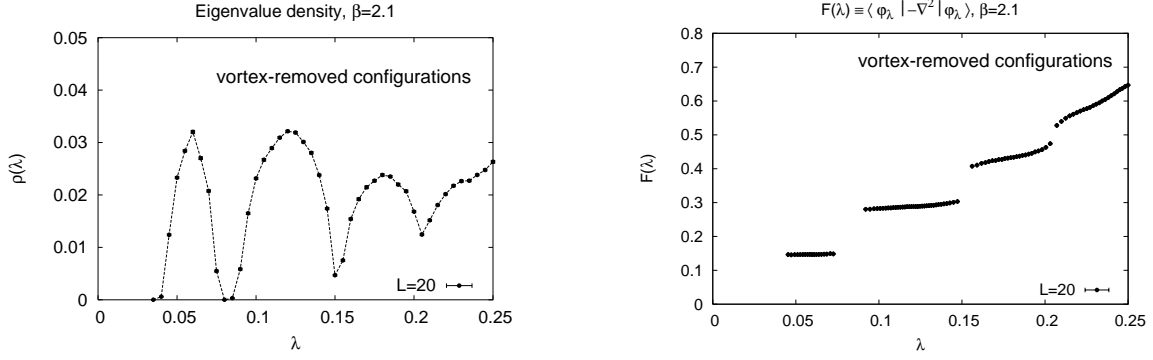 Eigenvalue density, β=2.1
0.05
0.04
0.03
0.02
0.01
0
ρ(λ)
vortex-removed configurations
L=20
0
0.05
0.1
0.15
0.2
0.25
λ
F(λ) ≡ ⟨ φλ | −∇² | φλ ⟩, β=2.1
0.8
0.7
0.6
0.5
0.4
0.3
0.2
0.1
0
F(λ)
vortex-removed configurations
L=20
0
0.05
0.1
0.15
0.2
0.25
λ